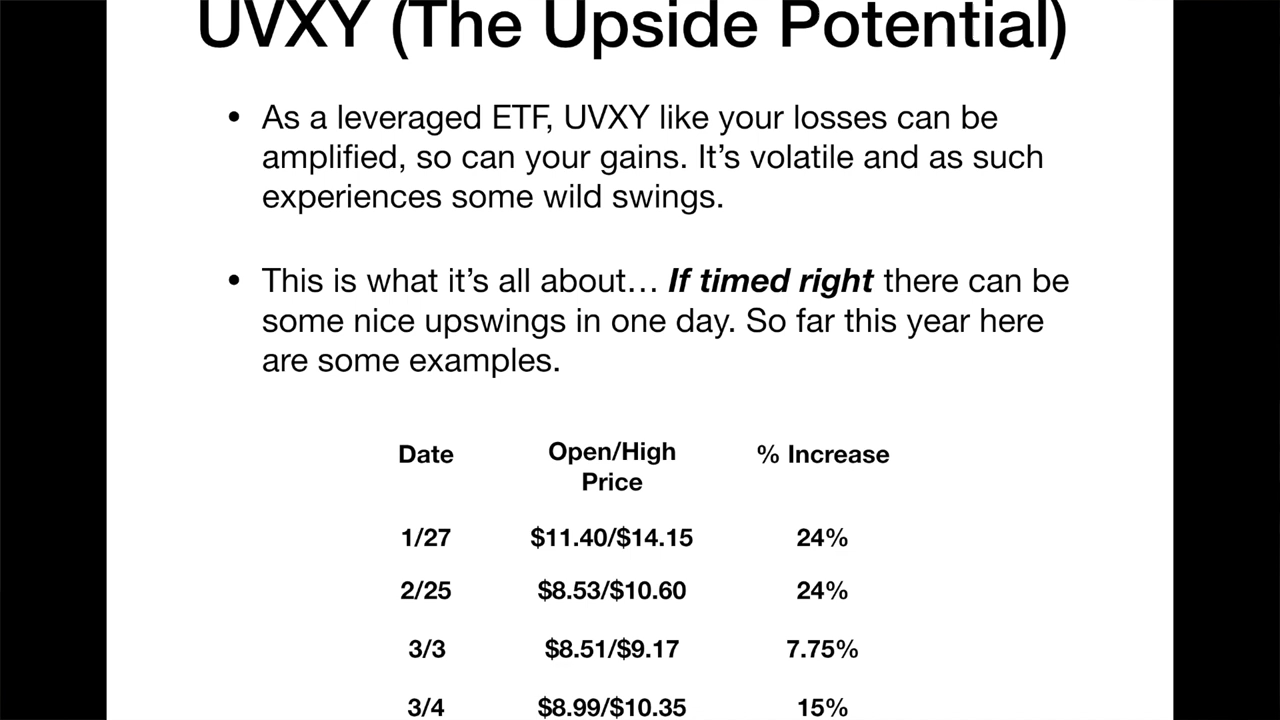 UVXY (The Upside Potential)
• As a leveraged ETF, UVXY like your losses can be
amplified, so can your gains. It’s volatile and as such
experiences some wild swings.
• This is what it’s all about… If timed right there can be
some nice upswings in one day. So far this year here
are some examples.
Date Open/High Price % Increase
1/27 $11.40/$14.15 24%
2/25 $8.53/$10.60 24%
3/3 $8.51/$9.17 7.75%
3/4 $8.99/$10.35 15%